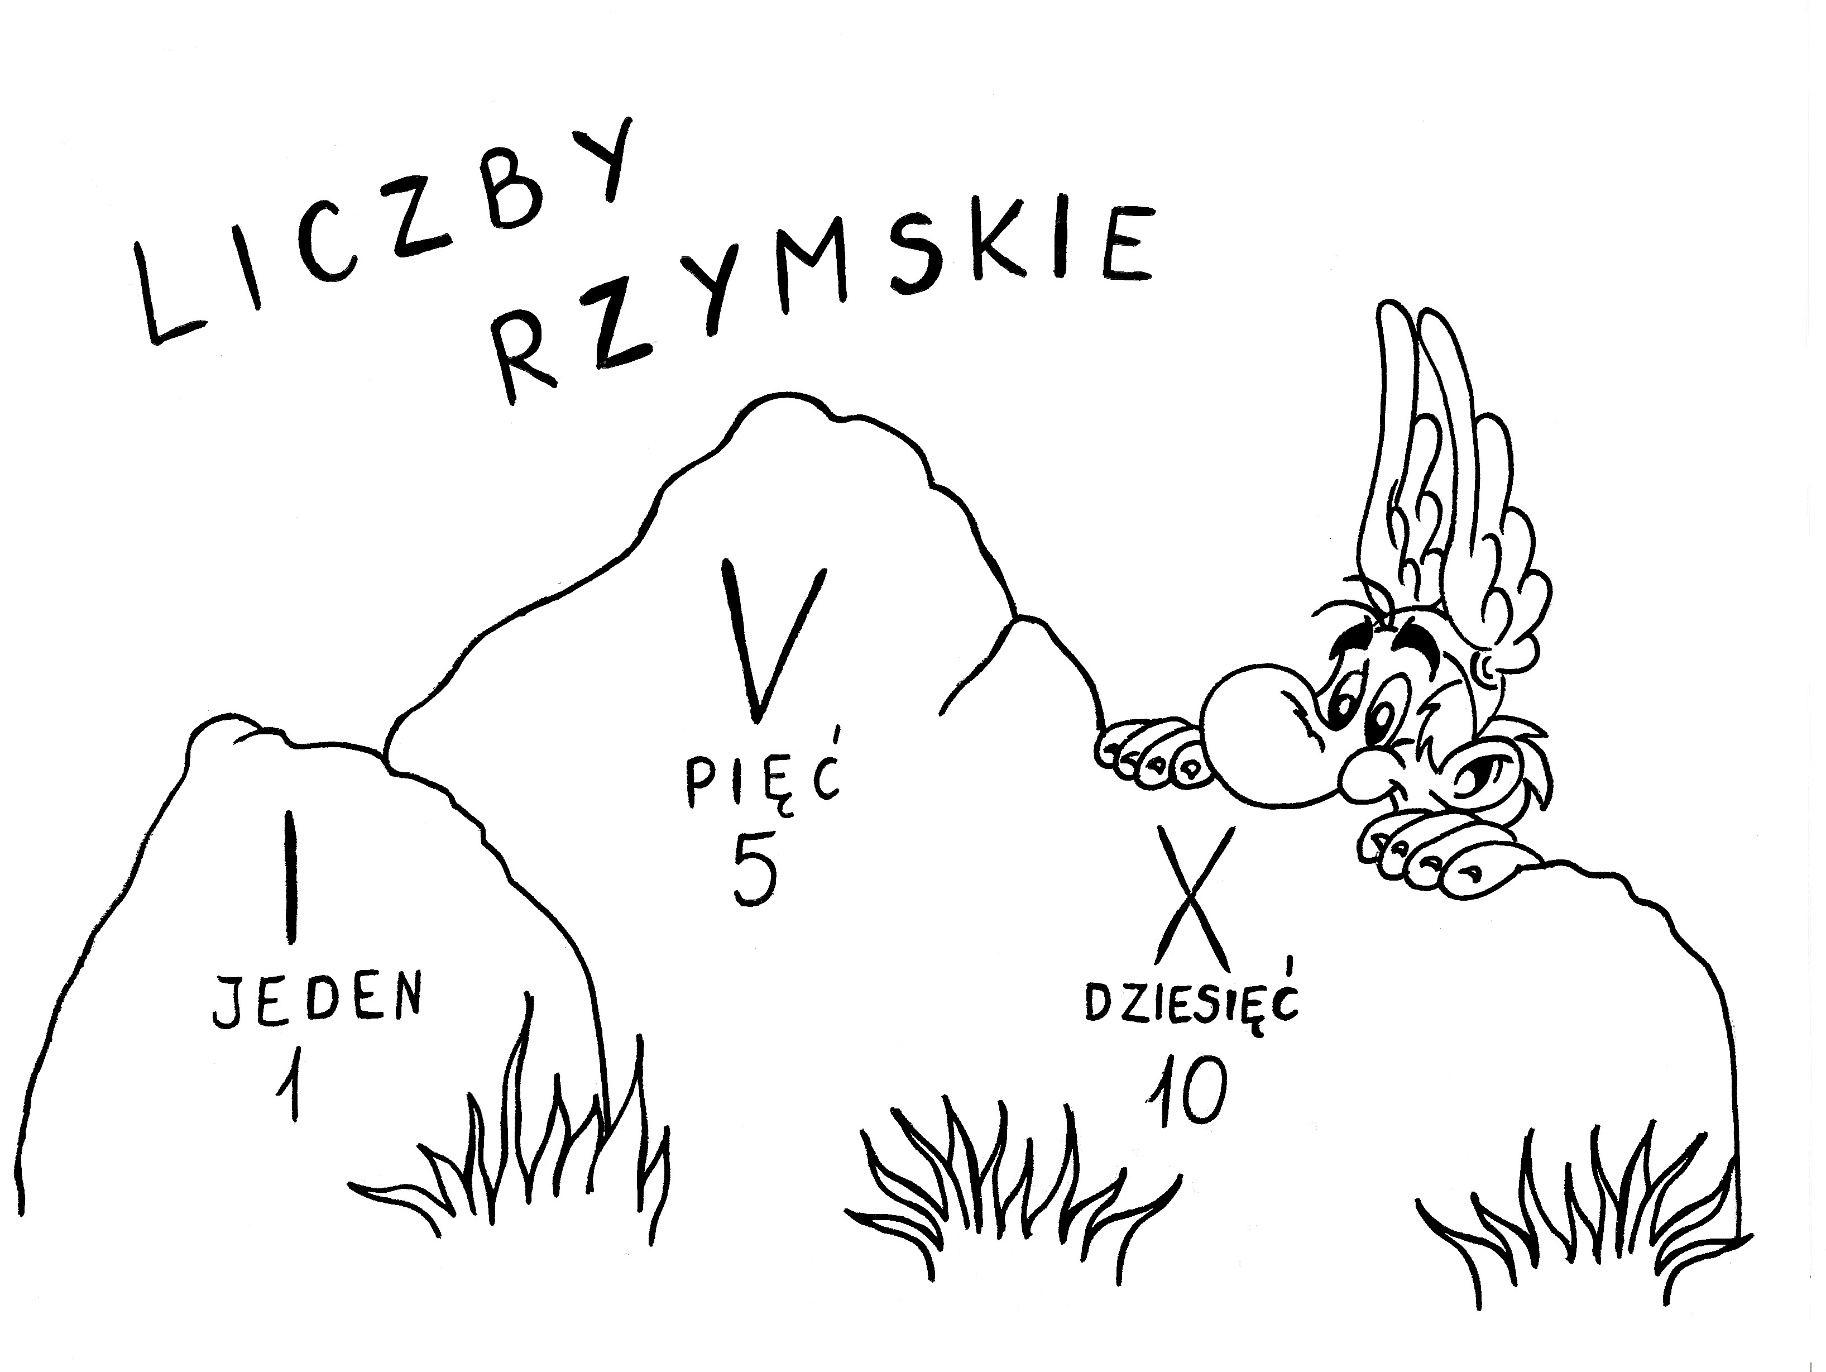 LICZBY
RZYMSKIE
I
JEDEN
1
V
PIĘĆ
5
X
DZIESIĘĆ
10